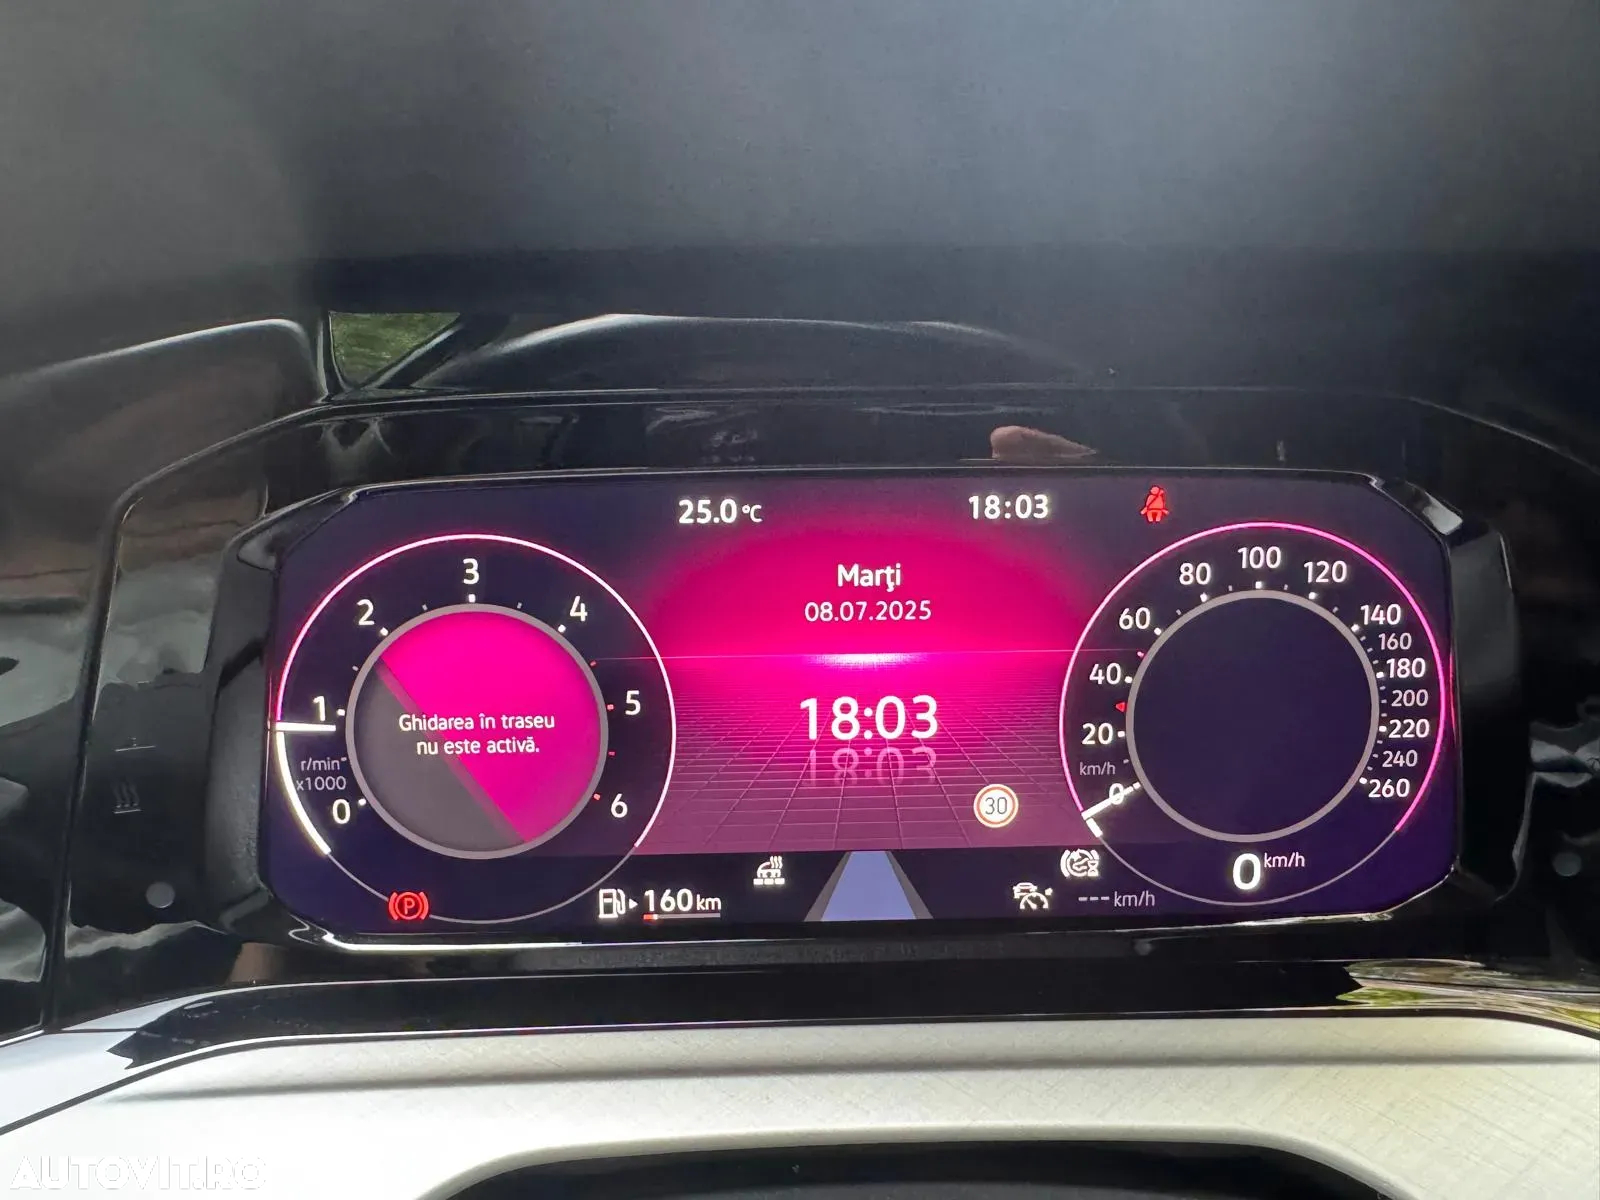 25.0 °C
18:03
Marţi
08.07.2025
18:03
30
0
1
2
3
4
5
6
r/min
x1000
Ghidarea în traseu
nu este activă.
0
20
40
60
80
100
120
140
160
180
200
220
240
260
km/h
0 km/h
(P)
160 km
--- km/h
AUTOVIT.RO